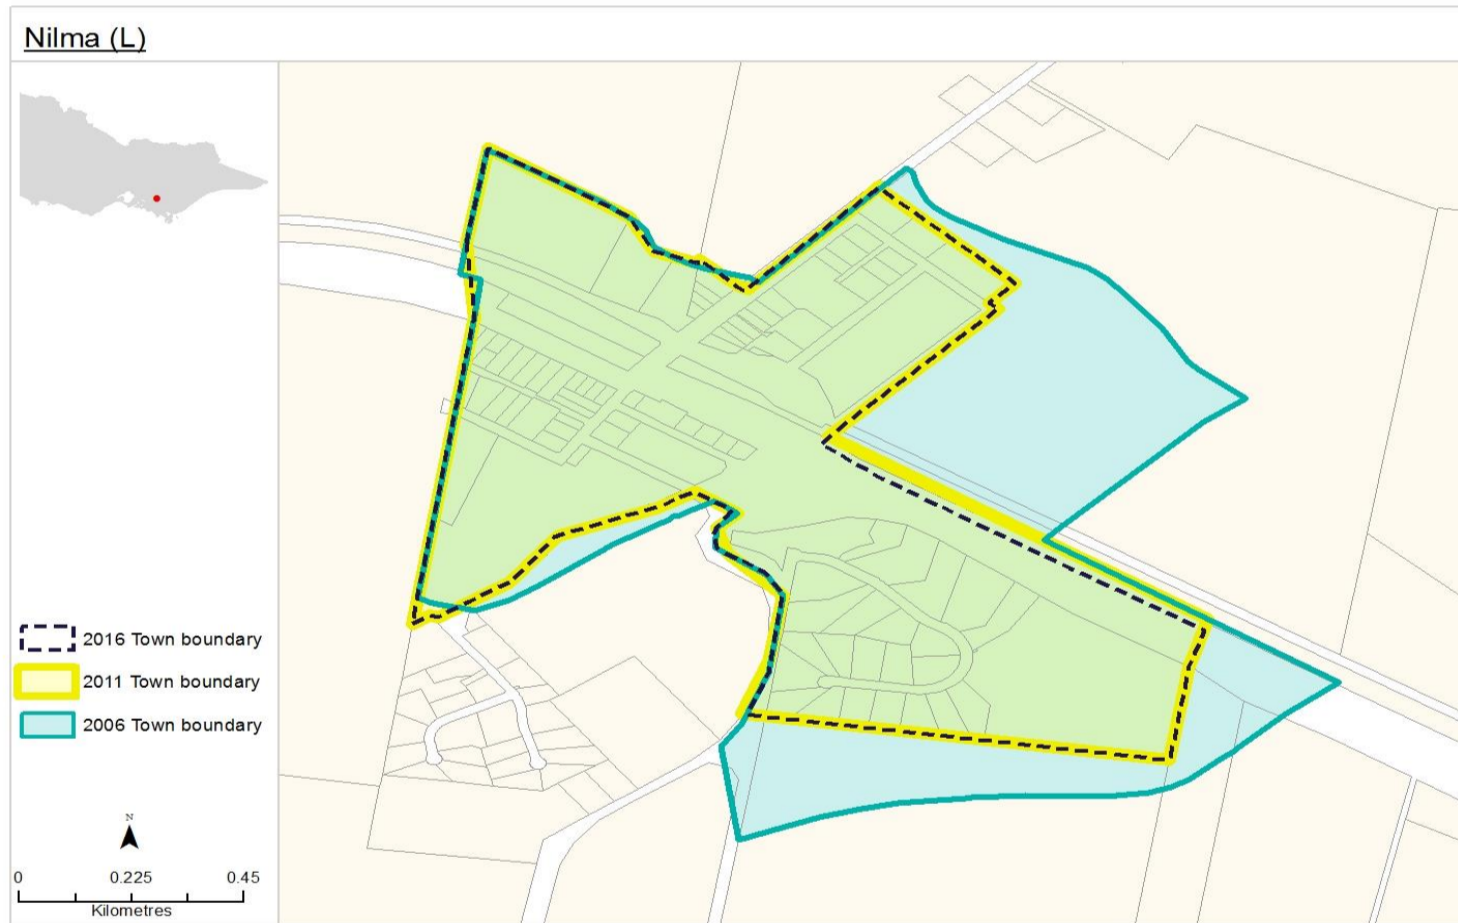 Nilma (L)
2016 Town boundary
2011 Town boundary
2006 Town boundary
N
0 0.225 0.45
Kilometres